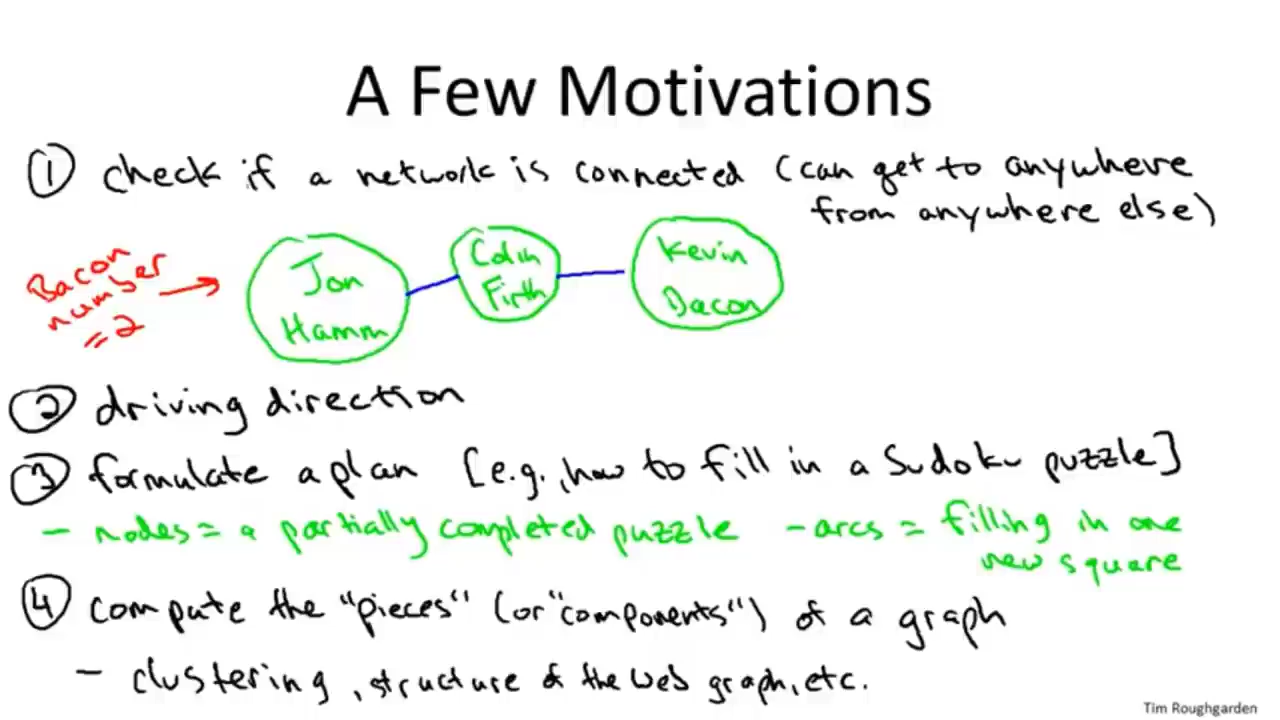 A Few Motivations
① check if a network is connected (can get to anywhere
from anywhere else)
Bacon
number
=2
Jon
Hamm
Colin
Firth
Kevin
Bacon
② driving direction
③ formulate a plan [e.g., how to fill in a Sudoku puzzle]
- nodes = a partially completed puzzle - arcs = filling in one
new square
④ compute the "pieces" (or "components") of a graph
- clustering, structure of the web graph, etc.
Tim Roughgarden